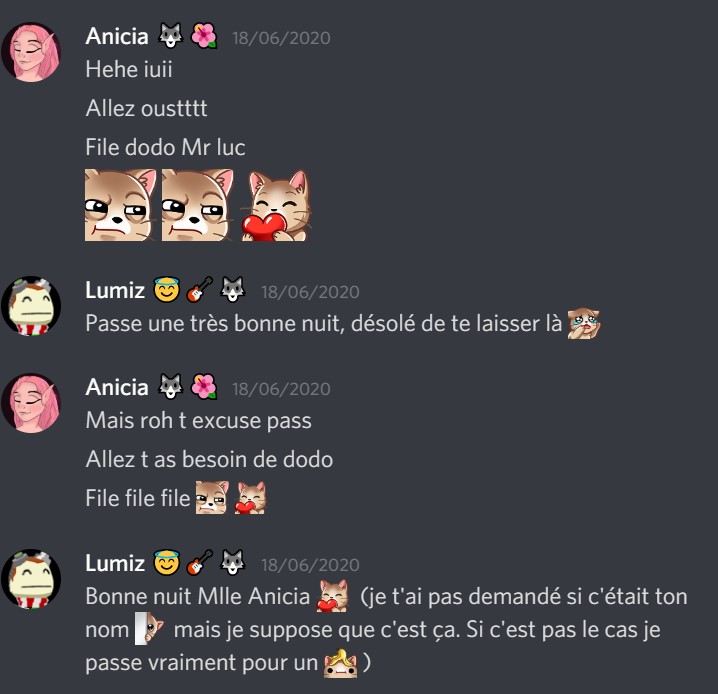 Anicia 🐺 🌺 18/06/2020
Hehe iuii
Allez oustttt
File dodo Mr luc
Lumiz 😇 🎸 🐺 18/06/2020
Passe une très bonne nuit, désolé de te laisser là
Anicia 🐺 🌺 18/06/2020
Mais roh t excuse pass
Allez t as besoin de dodo
File file file
Lumiz 😇 🎸 🐺 18/06/2020
Bonne nuit Mlle Anicia (je t'ai pas demandé si c'était ton
nom mais je suppose que c'est ça. Si c'est pas le cas je
passe vraiment pour un )